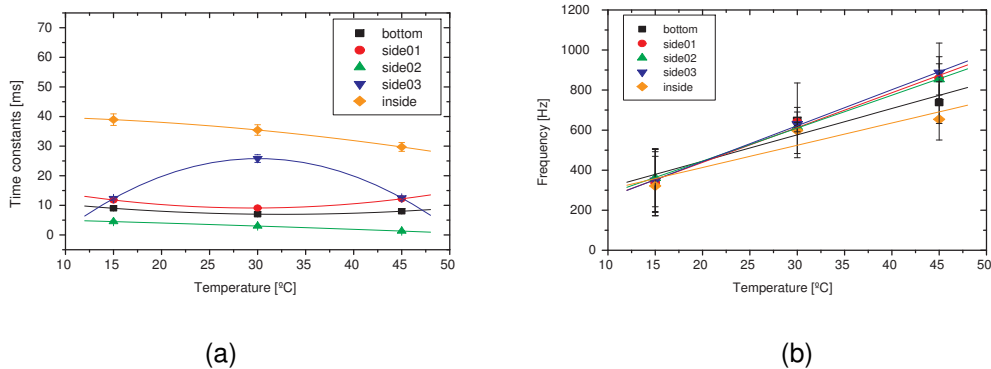 70
60
50
40
30
20
10
0
10 15 20 25 30 35 40 45 50
Time constants [ms]
Temperature [ºC]
bottom
side01
side02
side03
inside
(a)
1200
1000
800
600
400
200
0
10 15 20 25 30 35 40 45 50
Frequency [Hz]
Temperature [ºC]
bottom
side01
side02
side03
inside
(b)